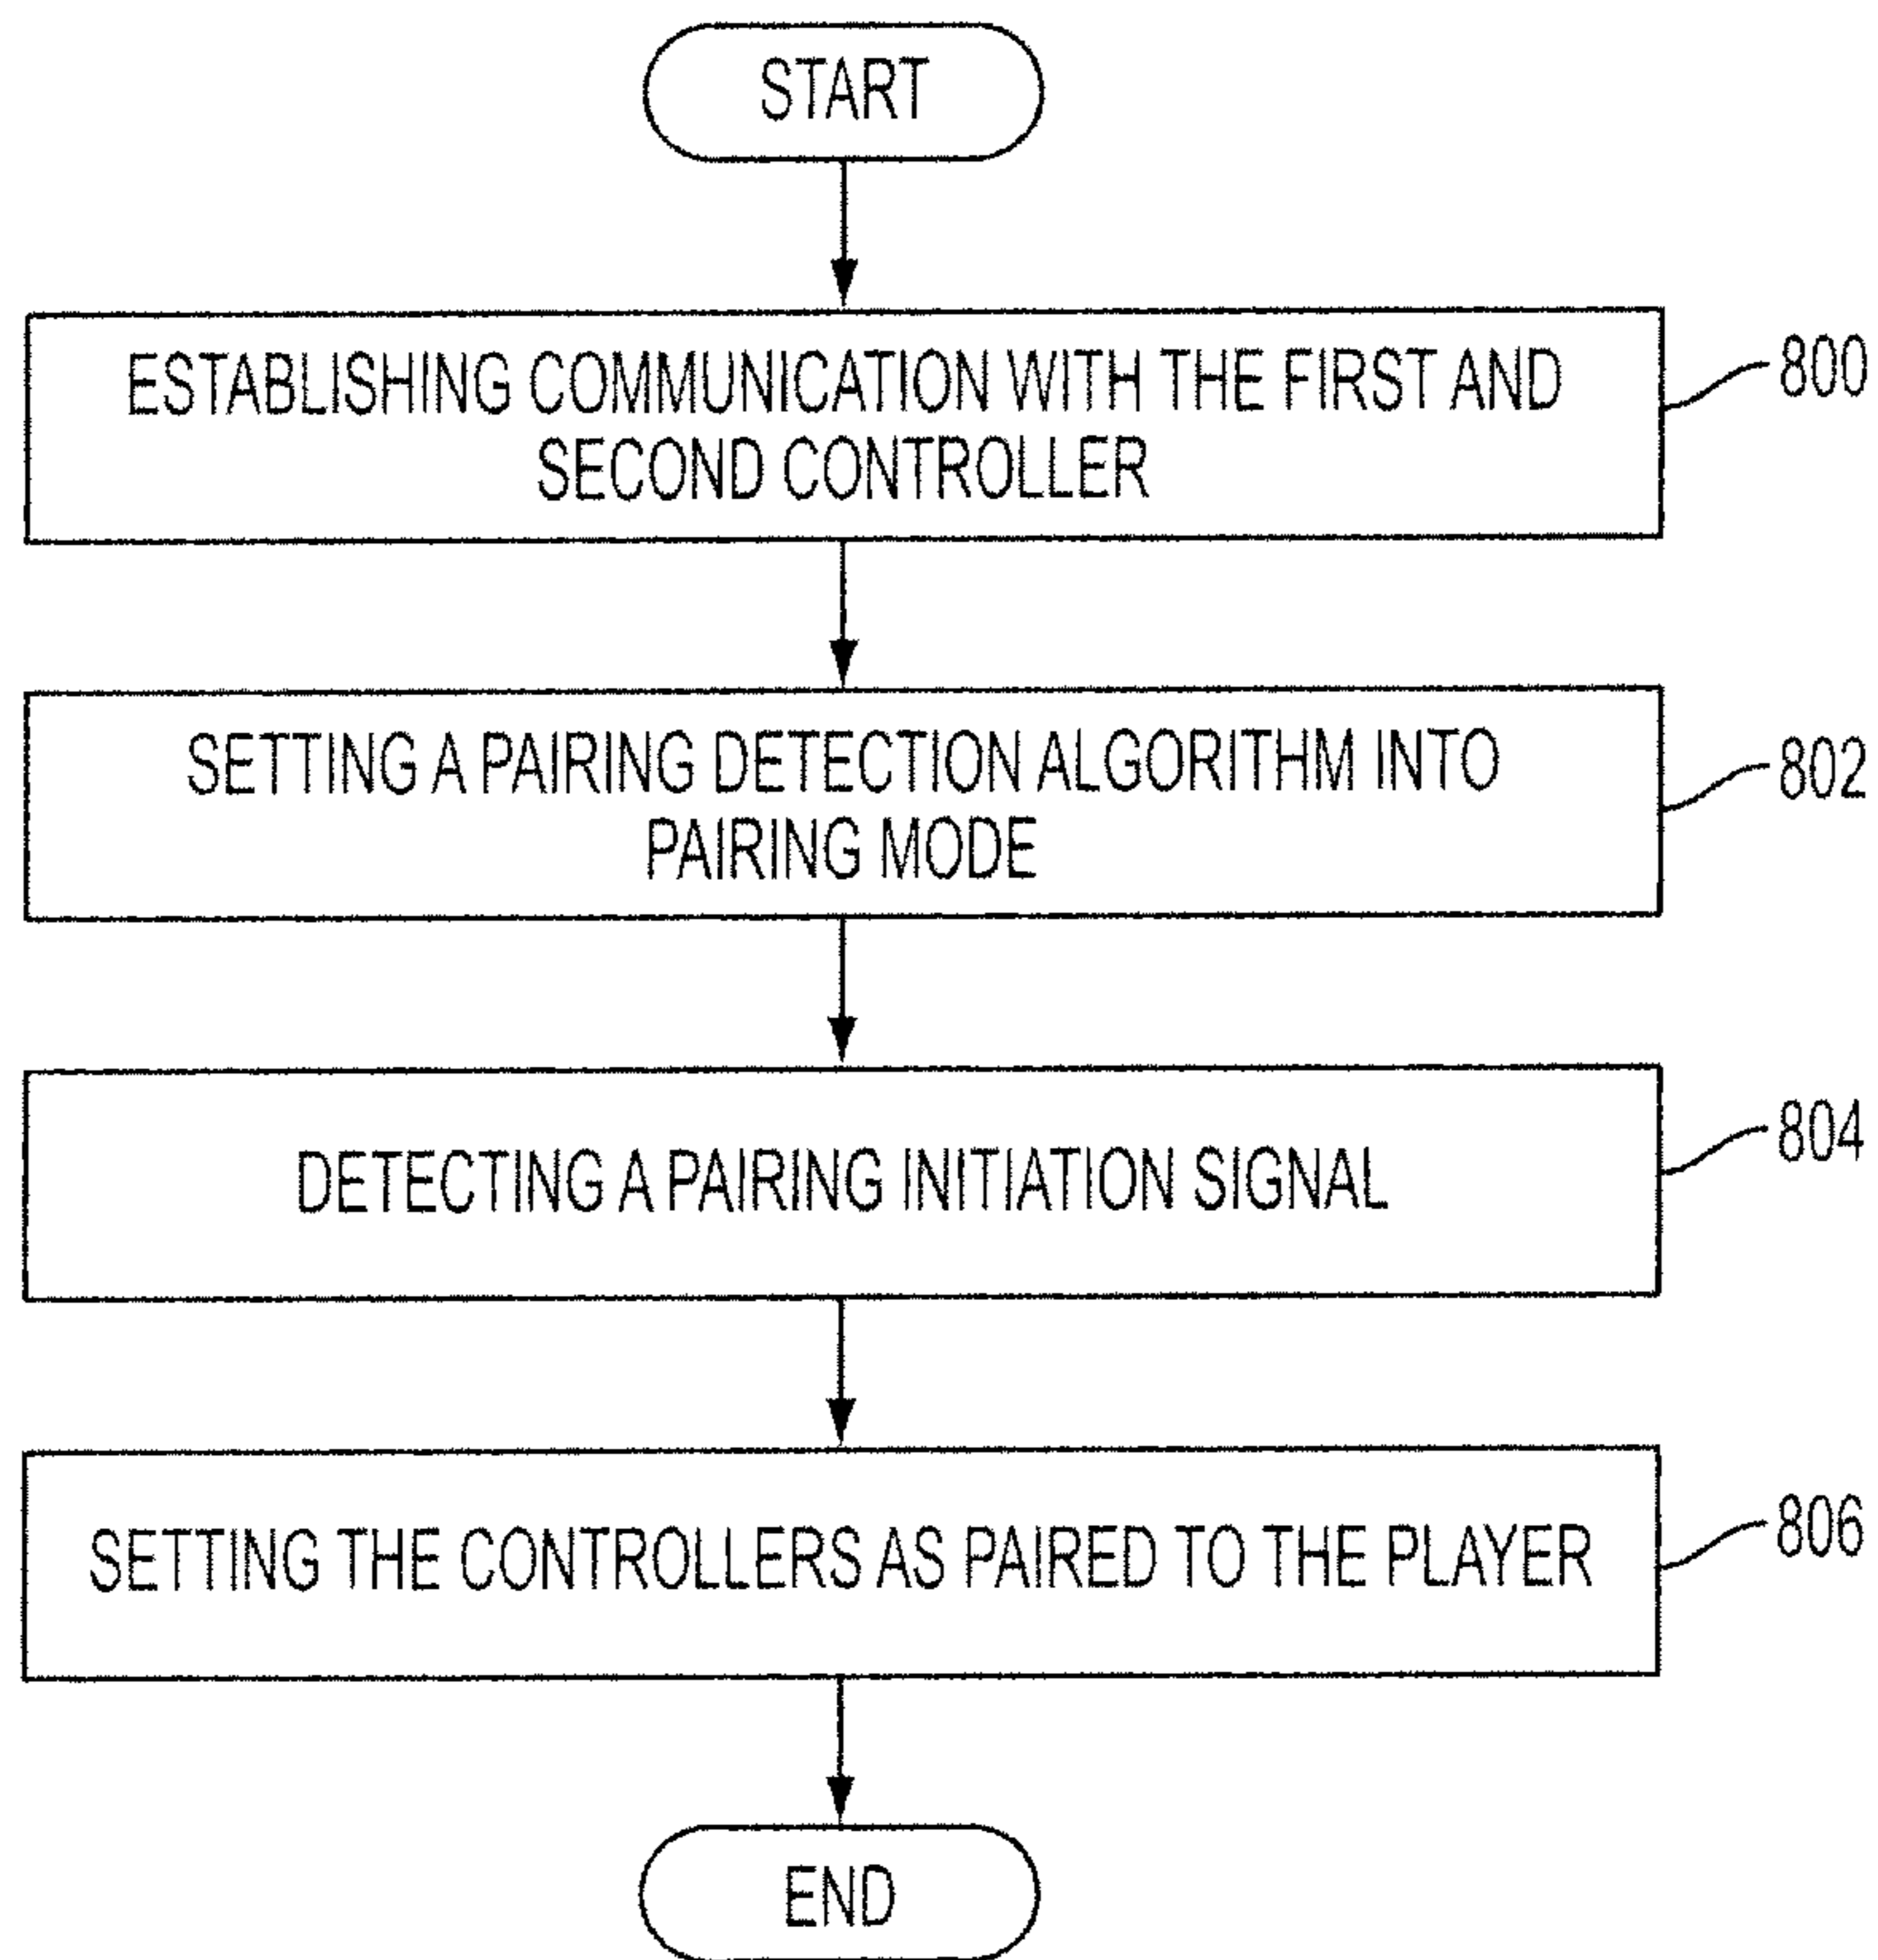 START
ESTABLISHING COMMUNICATION WITH THE FIRST AND
SECOND CONTROLLER
800
SETTING A PAIRING DETECTION ALGORITHM INTO
PAIRING MODE
802
DETECTING A PAIRING INITIATION SIGNAL
804
SETTING THE CONTROLLERS AS PAIRED TO THE PLAYER
806
END